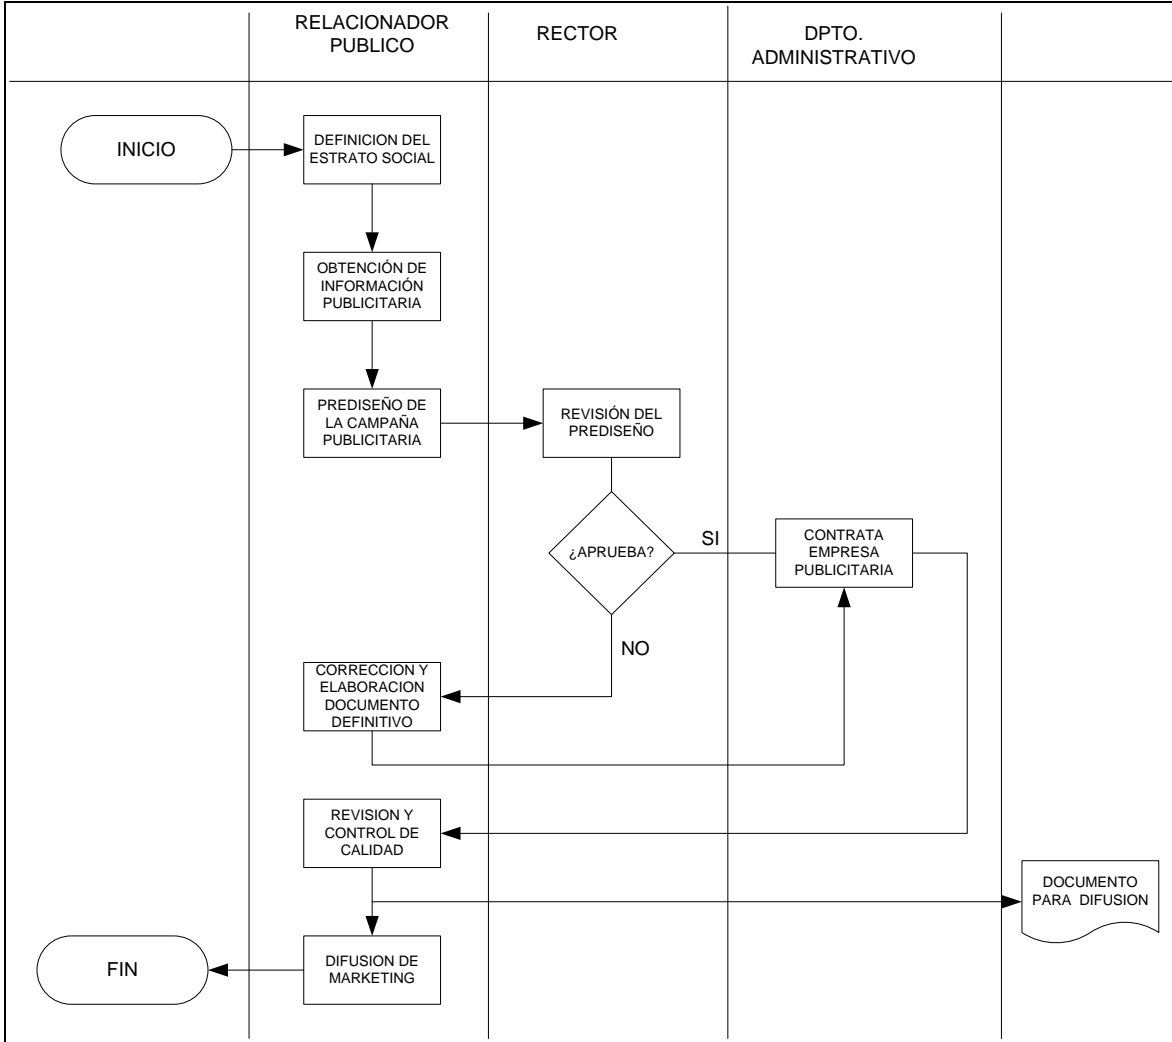 RELACIONADOR
PUBLICO
RECTOR
DPTO.
ADMINISTRATIVO
INICIO
DEFINICION DEL
ESTRATO SOCIAL
OBTENCIÓN DE
INFORMACIÓN
PUBLICITARIA
PREDISEÑO DE
LA CAMPAÑA
PUBLICITARIA
REVISIÓN DEL
PREDISEÑO
¿APRUEBA?
SI
CONTRATA
EMPRESA
PUBLICITARIA
NO
CORRECCION Y
ELABORACION
DOCUMENTO
DEFINITIVO
REVISION Y
CONTROL DE
CALIDAD
DOCUMENTO
PARA DIFUSION
DIFUSION DE
MARKETING
FIN